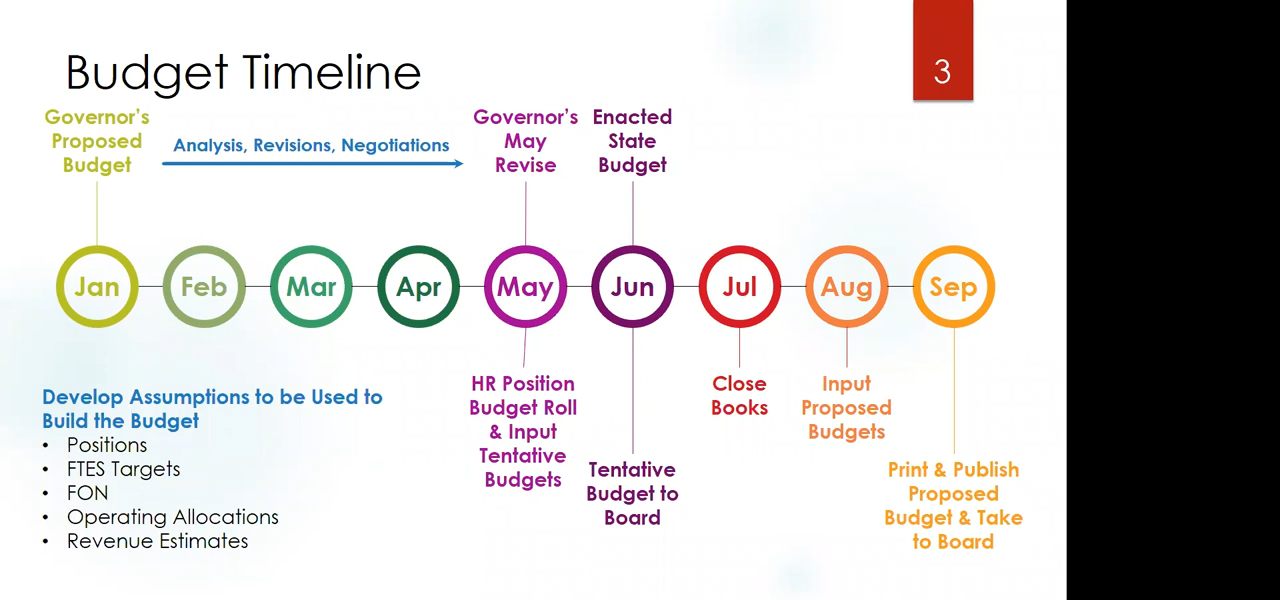 Budget Timeline
3
Governor's
Proposed
Budget
Analysis, Revisions, Negotiations
Governor's
May
Revise
Enacted
State
Budget
Jan
Feb
Mar
Apr
May
Jun
Jul
Aug
Sep
Develop Assumptions to be Used to
Build the Budget
• Positions
• FTES Targets
• FON
• Operating Allocations
• Revenue Estimates
HR Position
Budget Roll
& Input
Tentative
Budgets
Tentative
Budget to
Board
Close
Books
Input
Proposed
Budgets
Print & Publish
Proposed
Budget & Take
to Board